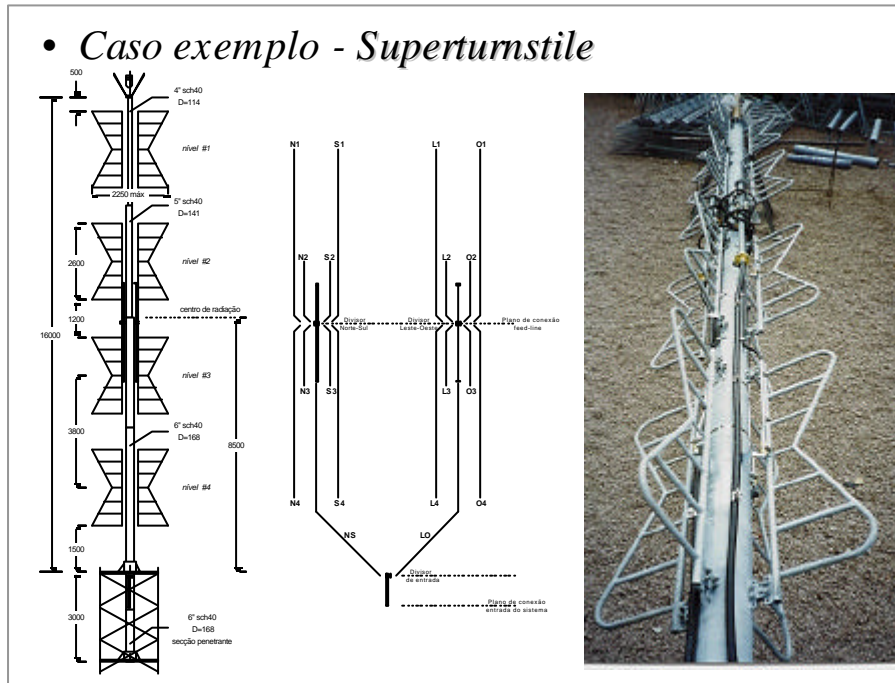 • Caso exemplo - Superturnstile
500
4" sch40
D=114
nível #1
2250 máx
5" sch40
D=141
2600
nível #2
1200
centro de radiação
16000
nível #3
3800
6" sch40
D=168
8500
nível #4
1500
3000
6" sch40
D=168
secção penetrante
N1
S1
L1
O1
N2
S2
L2
O2
Divisor
Norte-Sul
Divisor
Leste-Oeste
Plano de conexão
feed-line
N3
S3
L3
O3
N4
S4
L4
O4
NS
LO
Divisor
de entrada
Plano de conexão
entrada do sistema